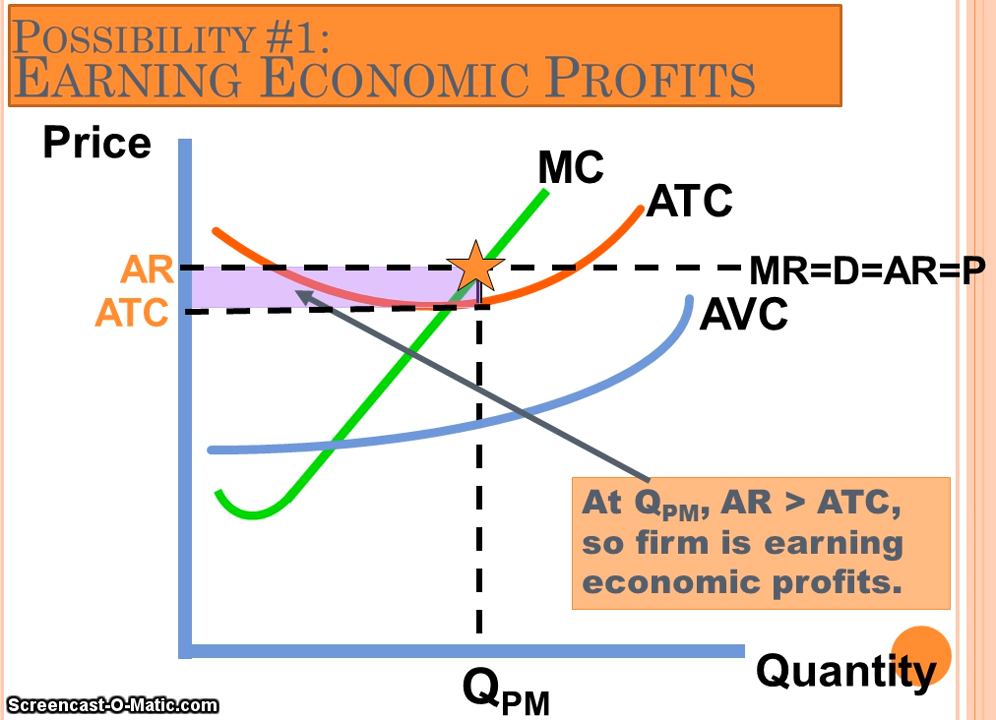 POSSIBILITY #1:
EARNING ECONOMIC PROFITS
Price
MC
ATC
AR
MR=D=AR=P
ATC
AVC
At QPM, AR > ATC,
so firm is earning
economic profits.
Quantity
QPM
Screencast-O-Matic.com